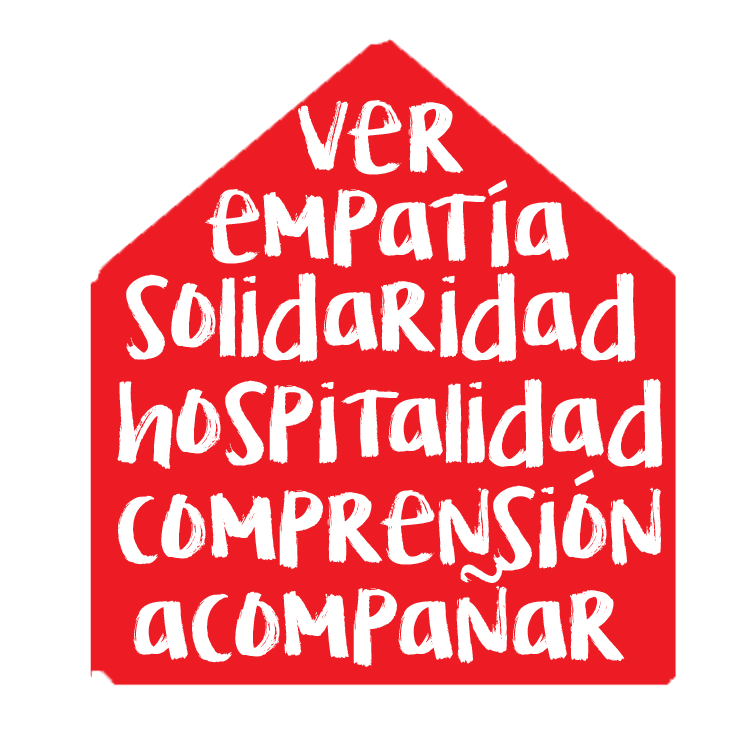 ver
empatía
solidaridad
hospitalidad
comprensión
acompañar